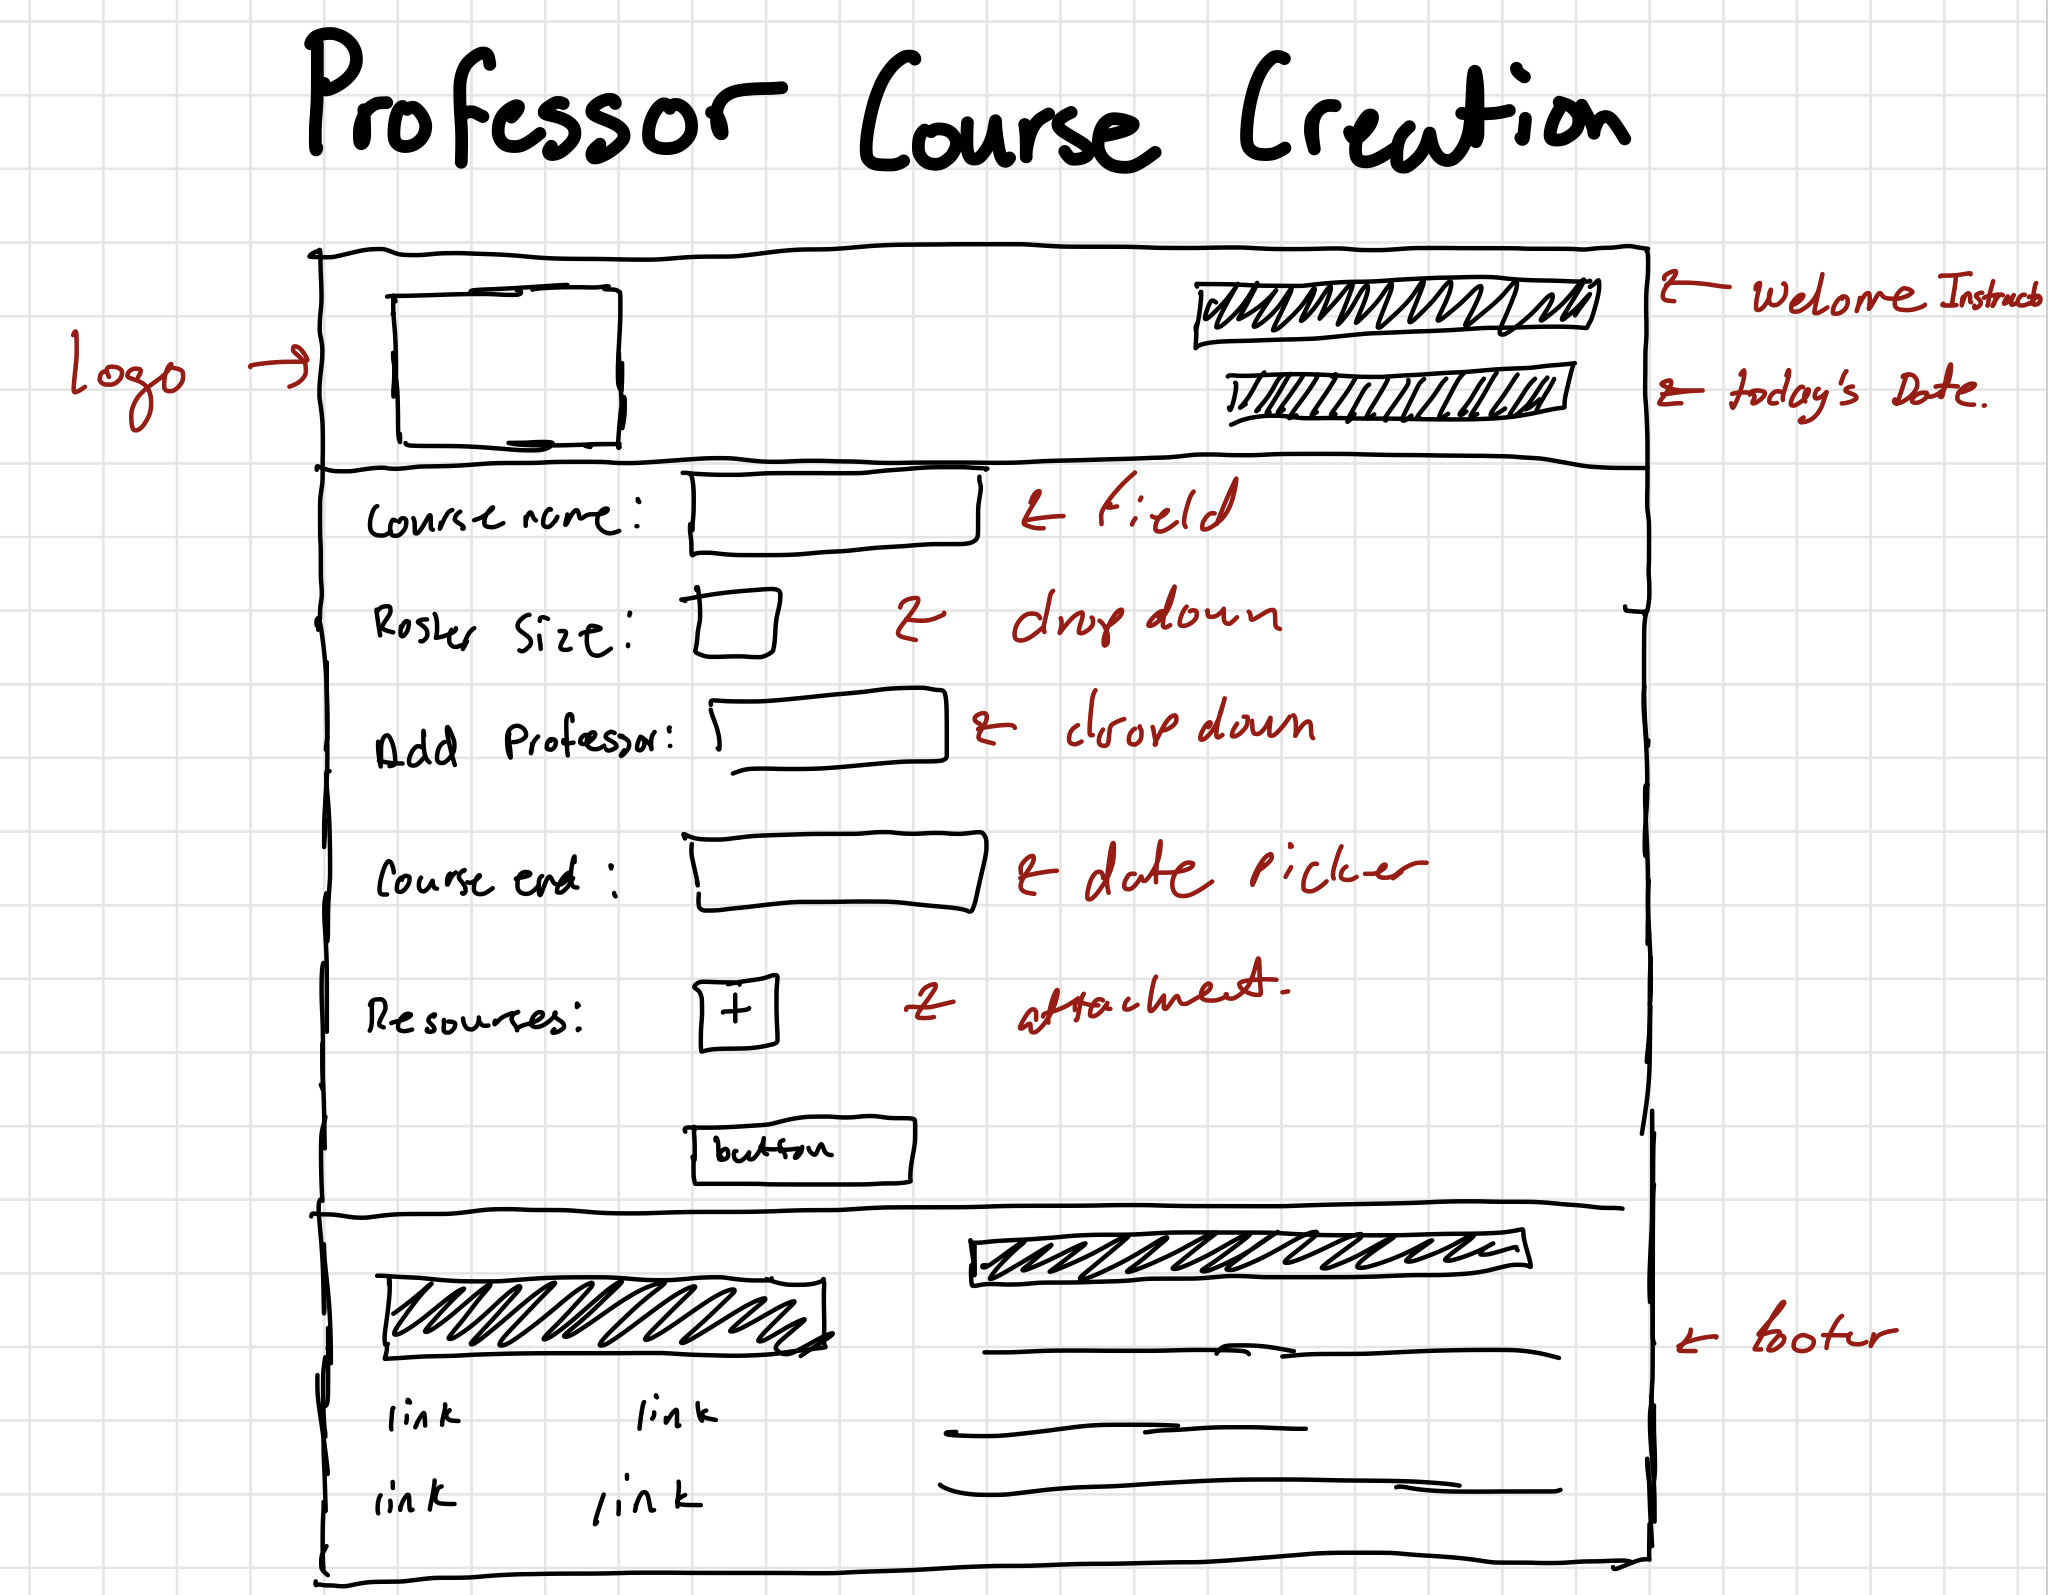 Professor Course Creation
Welome Instructo
Logo →
← today's Date.
Course name:
← field
Roster Size:
← drop down
Add Professor:
← drop down
Course end :
← date picker
Resources:
+
← attachment.
button
← footer
link link
link link